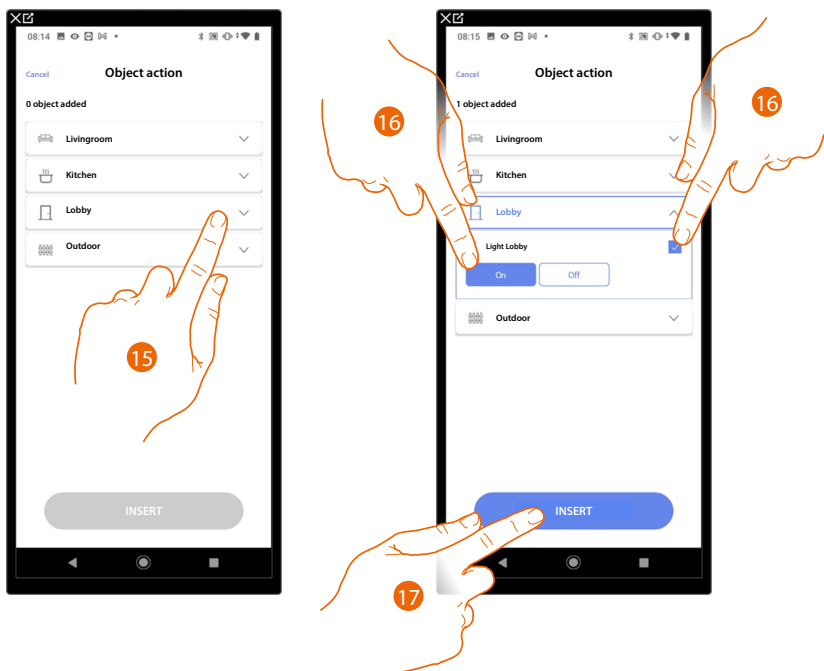 08:14
Cancel Object action
0 object added
Livingroom
Kitchen
Lobby
Outdoor
15
INSERT
08:15
Cancel Object action
1 object added
16
16
Livingroom
Kitchen
Lobby
Light Lobby
On Off
Outdoor
INSERT
17